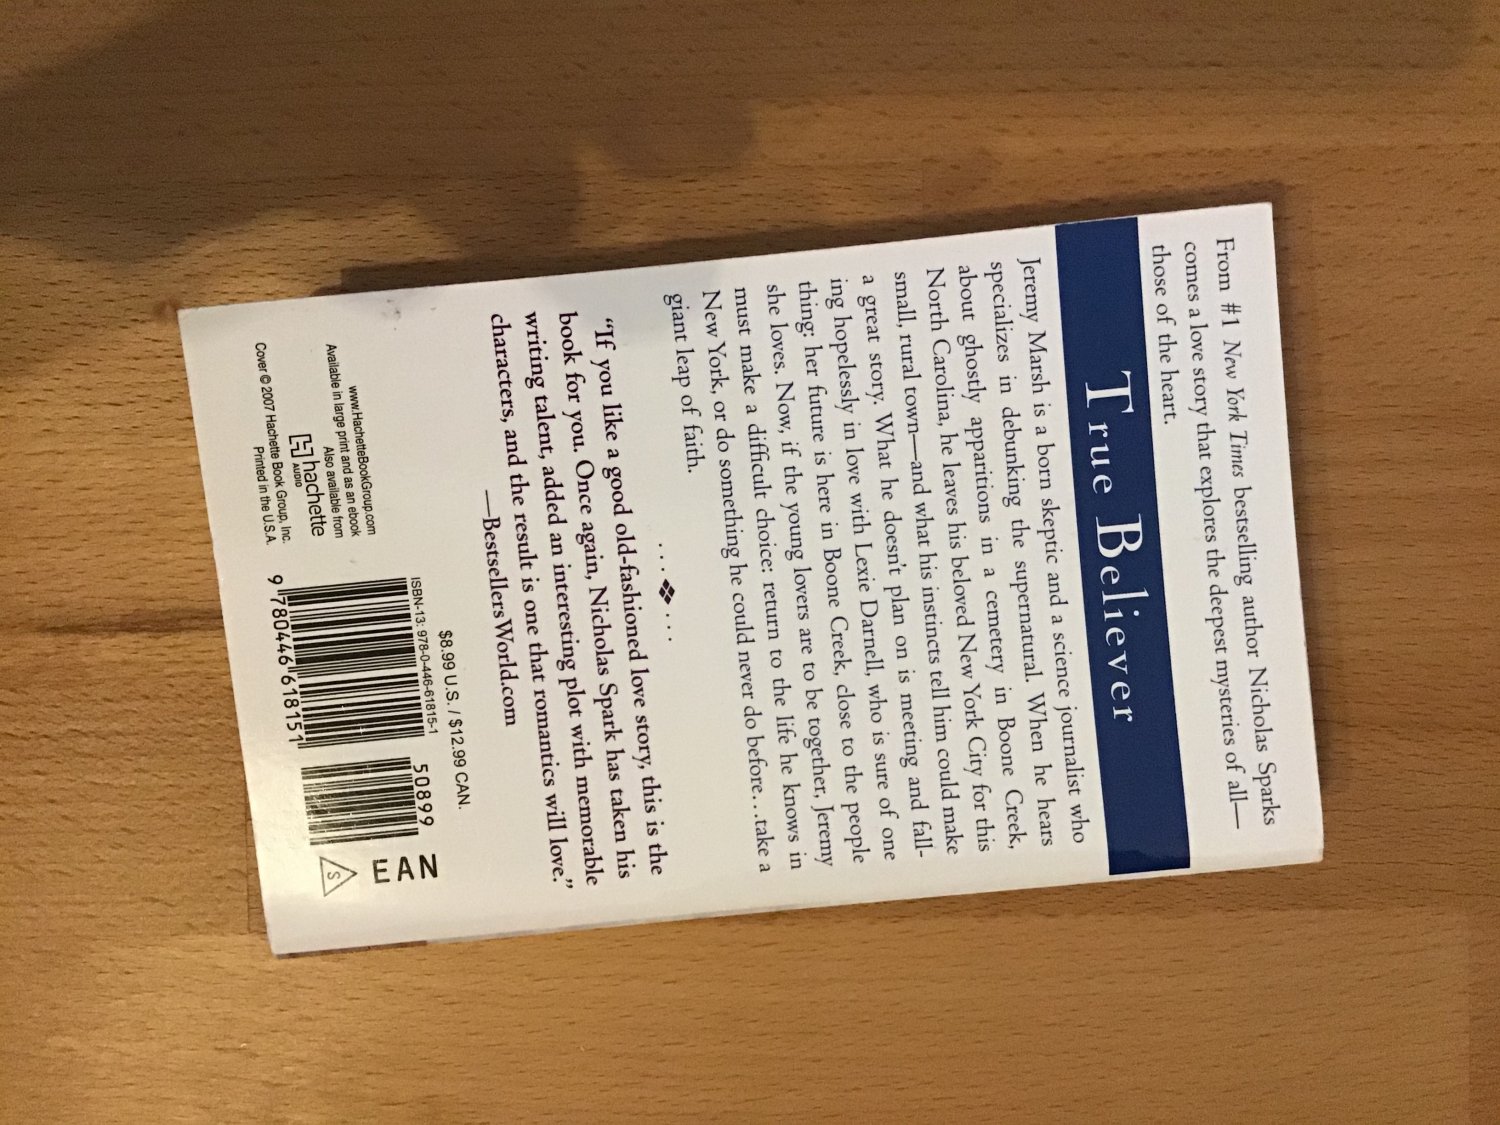 From #1 New York Times bestselling author Nicholas Sparks
comes a love story that explores the deepest mysteries of all—
those of the heart.
True Believer
Jeremy Marsh is a born skeptic and a science journalist who
specializes in debunking the supernatural. When he hears
about ghostly apparitions in a cemetery in Boone Creek,
North Carolina, he leaves his beloved New York City for this
small, rural town—and what his instincts tell him could make
a great story. What he doesn't plan on is meeting and fall-
ing hopelessly in love with Lexie Darnell, who is sure of one
thing: her future is here in Boone Creek, close to the people
she loves. Now, if the young lovers are to be together, Jeremy
must make a difficult choice: return to the life he knows in
New York, or do something he could never do before...take a
giant leap of faith.
...❖...
"If you like a good old-fashioned love story, this is the
book for you. Once again, Nicholas Spark has taken his
writing talent, added an interesting plot with memorable
characters, and the result is one that romantics will love."
—BestsellersWorld.com
www.HachetteBookGroup.com
Available in large print and as an ebook
Also available from
hachette
AUDIO
Cover © 2007 Hachette Book Group, Inc.
Printed in the U.S.A.
$8.99 U.S. / $12.99 CAN.
ISBN-13: 978-0-446-61815-1
9 780446 618151
50899
EAN
S